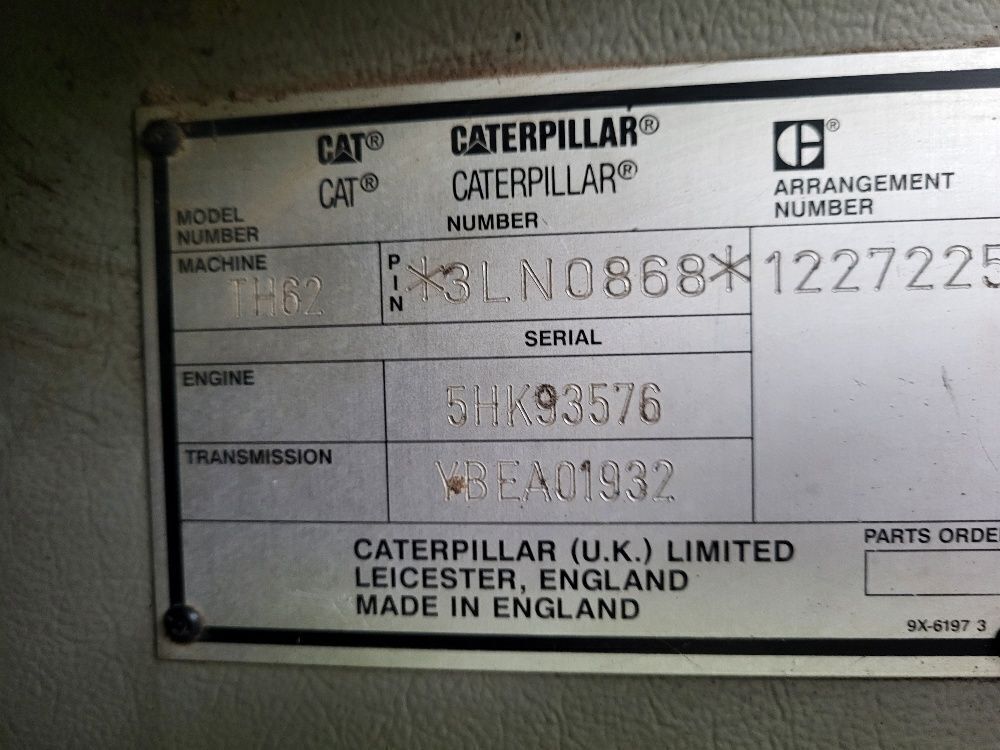 CAT® CATERPILLAR® ®
CAT® CATERPILLAR®
MODEL NUMBER
NUMBER
ARRANGEMENT NUMBER
MACHINE
TH62
PIN
*3LN0868*
1227225
SERIAL
ENGINE
5HK93576
TRANSMISSION
YBEA01932
CATERPILLAR (U.K.) LIMITED
LEICESTER, ENGLAND
MADE IN ENGLAND
PARTS ORDE
9X-6197 3